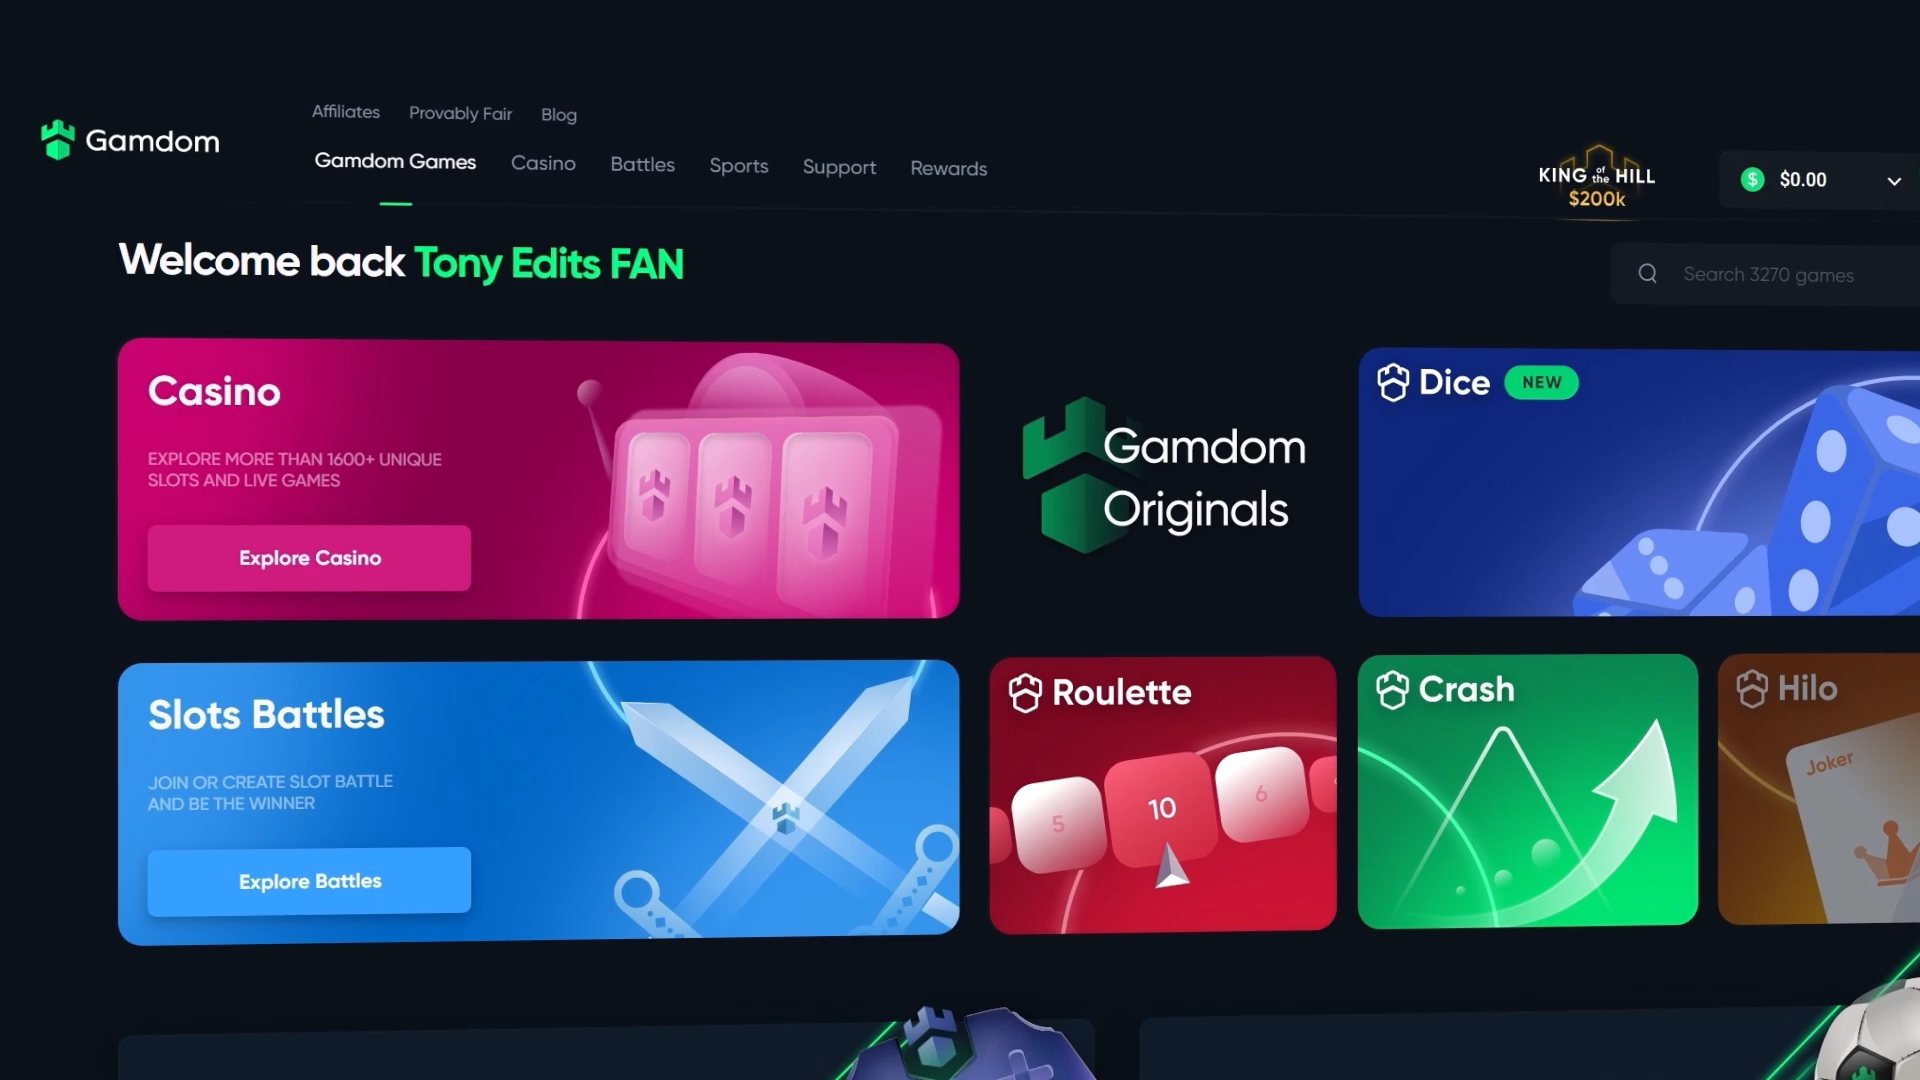 Gamdom
Affiliates Provably Fair Blog
Gamdom Games Casino Battles Sports Support Rewards
KING of the HILL
$200k
$ $0.00
Welcome back Tony Edits FAN
Search 3270 games
Casino
EXPLORE MORE THAN 1600+ UNIQUE
SLOTS AND LIVE GAMES
Explore Casino
Gamdom
Originals
Dice NEW
Slots Battles
JOIN OR CREATE SLOT BATTLE
AND BE THE WINNER
Explore Battles
Roulette
5 10 6
Crash
Hilo
Joker